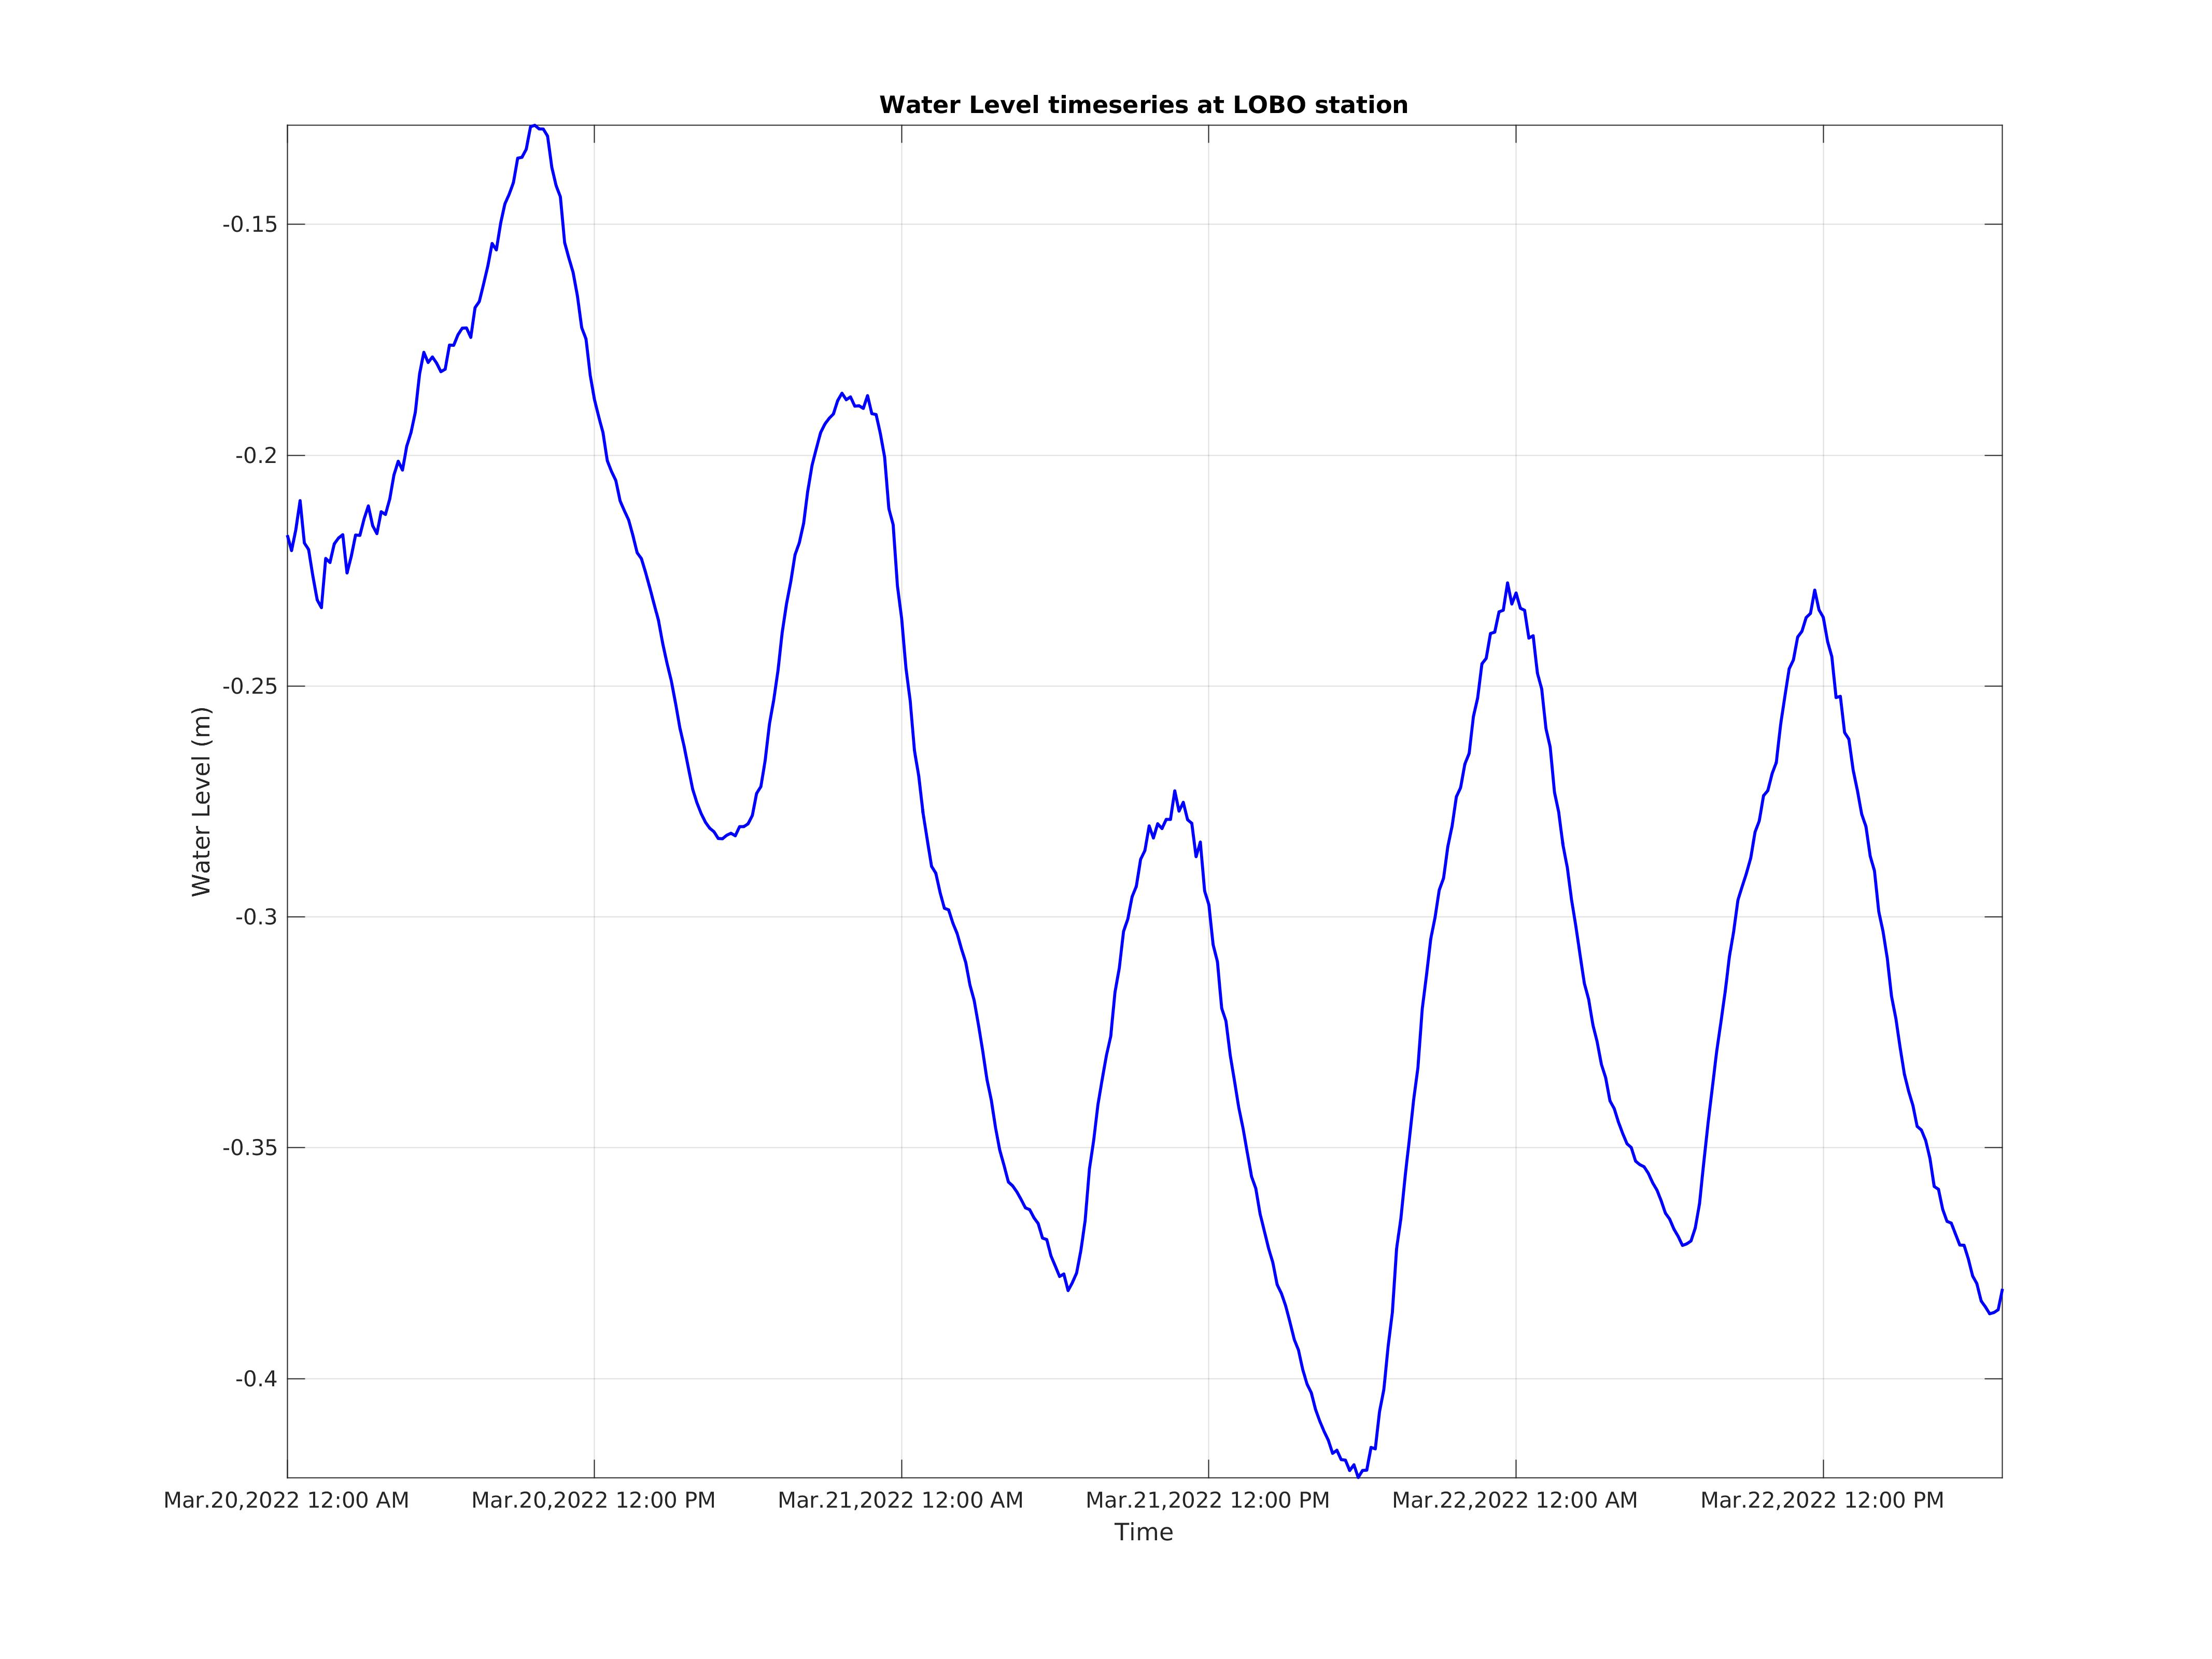 Water Level timeseries at LOBO station
-0.15
-0.2
-0.25
-0.3
-0.35
-0.4
Water Level (m)
Mar.20,2022 12:00 AM Mar.20,2022 12:00 PM Mar.21,2022 12:00 AM Mar.21,2022 12:00 PM Mar.22,2022 12:00 AM Mar.22,2022 12:00 PM
Time